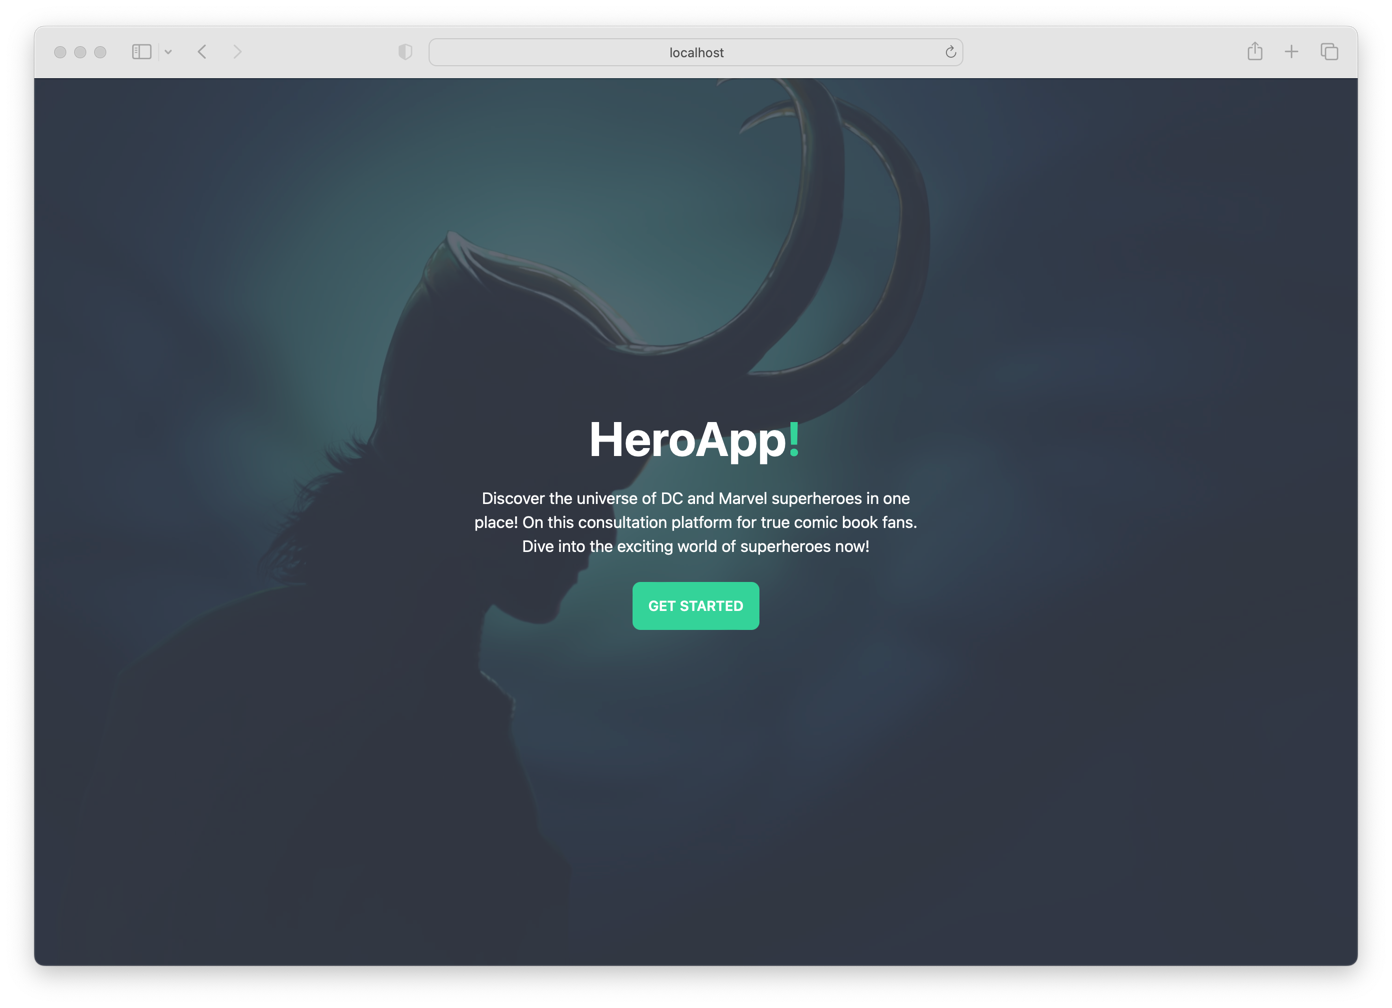 localhost
HeroApp!
Discover the universe of DC and Marvel superheroes in one
place! On this consultation platform for true comic book fans.
Dive into the exciting world of superheroes now!
GET STARTED